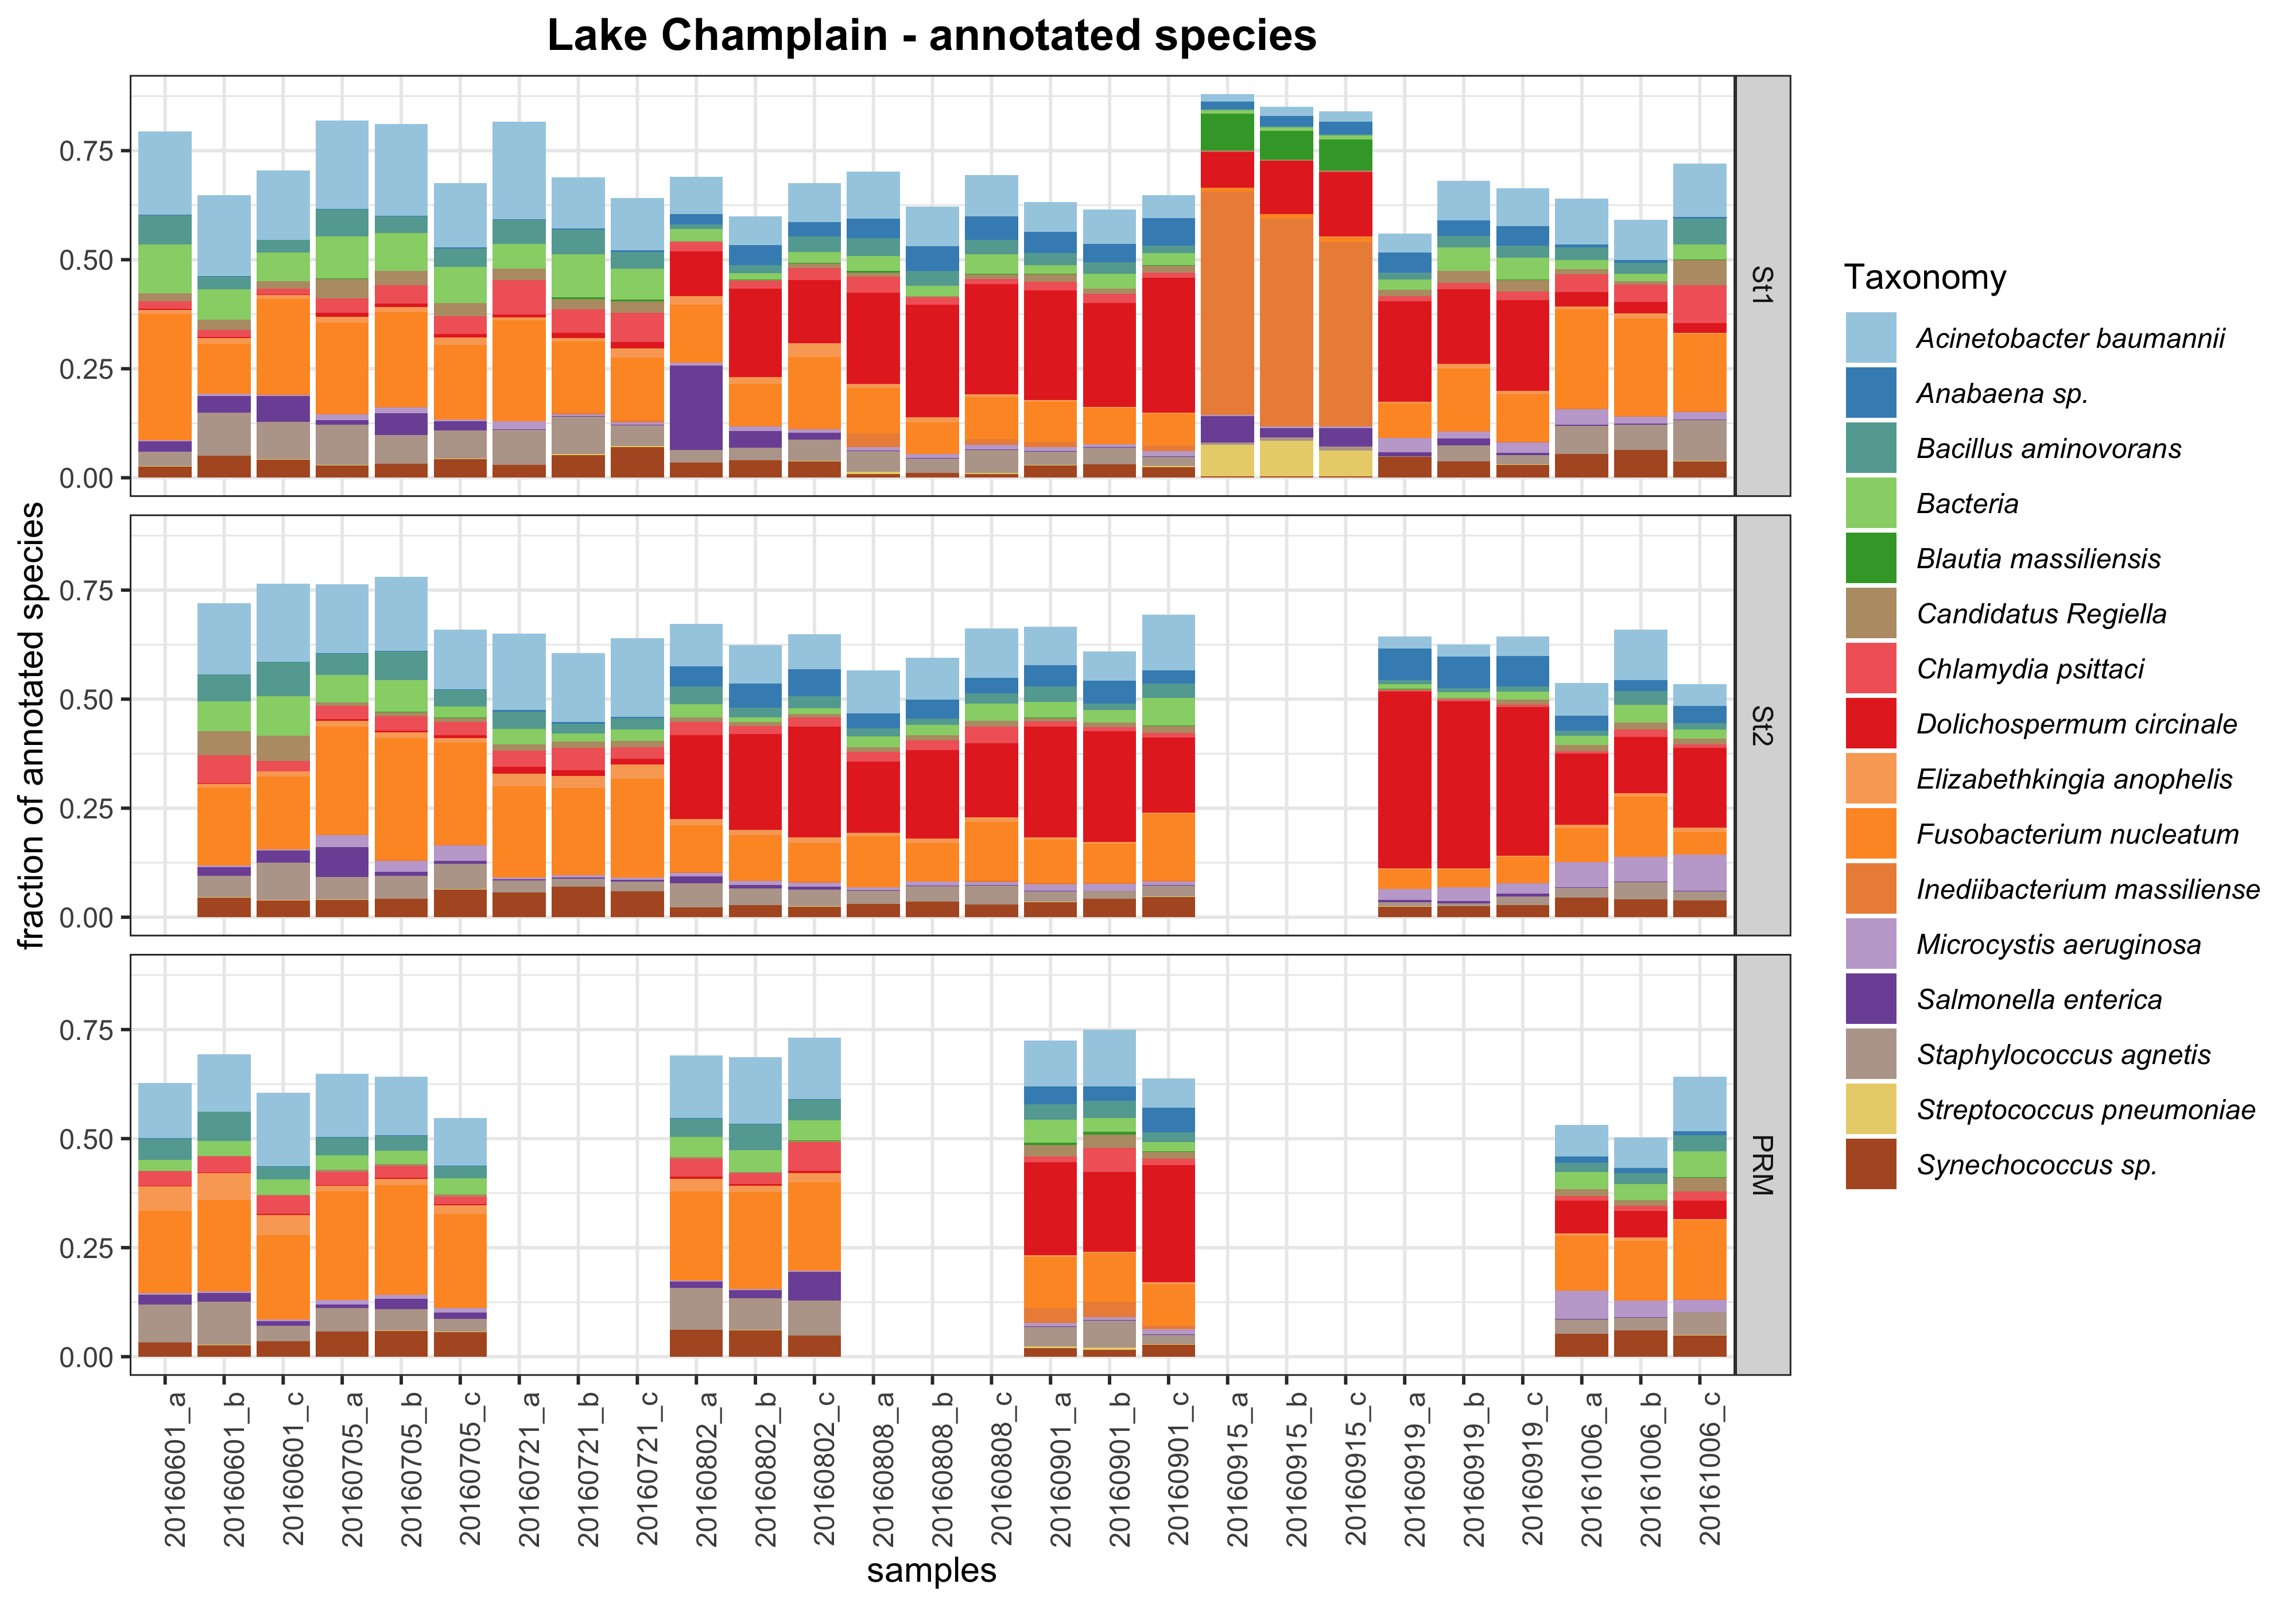 Lake Champlain - annotated species
fraction of annotated species
0.75
0.50
0.25
0.00
St1
0.75
0.50
0.25
0.00
St2
0.75
0.50
0.25
0.00
PRM
20160601_a
20160601_b
20160601_c
20160705_a
20160705_b
20160705_c
20160721_a
20160721_b
20160721_c
20160802_a
20160802_b
20160802_c
20160808_a
20160808_b
20160808_c
20160901_a
20160901_b
20160901_c
20160915_a
20160915_b
20160915_c
20160919_a
20160919_b
20160919_c
20161006_a
20161006_b
20161006_c
samples
Taxonomy
Acinetobacter baumannii
Anabaena sp.
Bacillus aminovorans
Bacteria
Blautia massiliensis
Candidatus Regiella
Chlamydia psittaci
Dolichospermum circinale
Elizabethkingia anophelis
Fusobacterium nucleatum
Inediibacterium massiliense
Microcystis aeruginosa
Salmonella enterica
Staphylococcus agnetis
Streptococcus pneumoniae
Synechococcus sp.